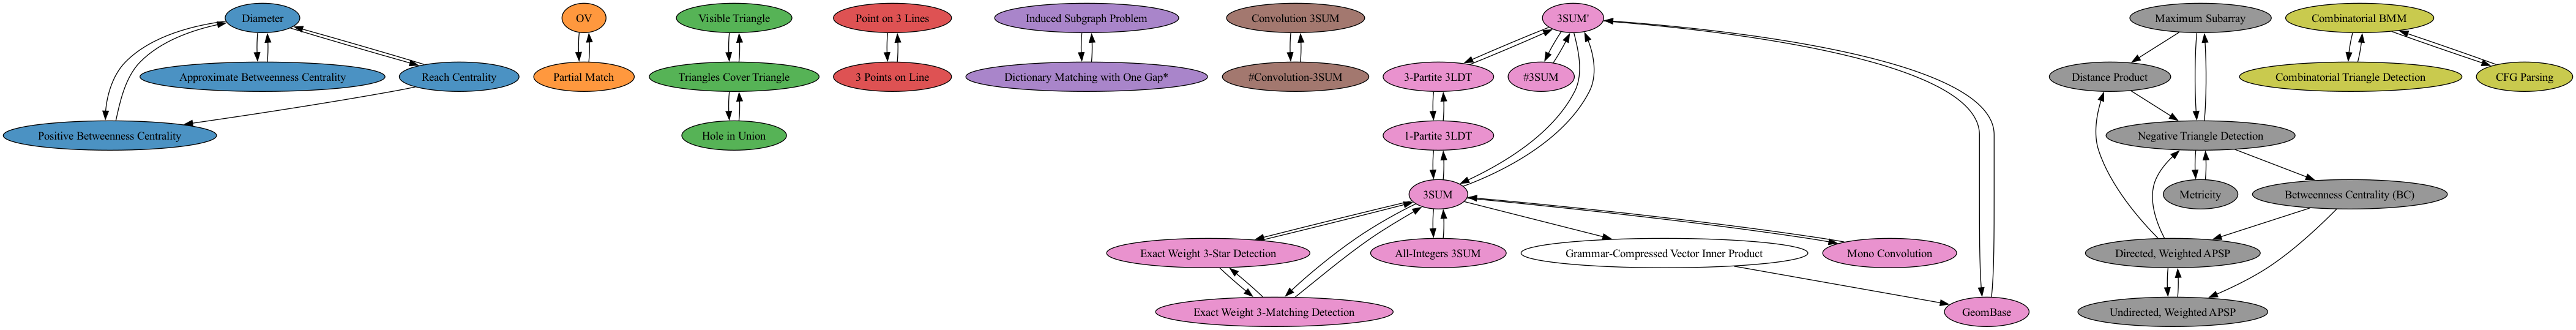 Diameter
OV
Visible Triangle
Point on 3 Lines
Induced Subgraph Problem
Convolution 3SUM
3SUM'
Maximum Subarray
Combinatorial BMM
Approximate Betweenness Centrality
Reach Centrality
Partial Match
Triangles Cover Triangle
3 Points on Line
Dictionary Matching with One Gap*
#Convolution-3SUM
3-Partite 3LDT
#3SUM
Distance Product
Combinatorial Triangle Detection
CFG Parsing
Positive Betweenness Centrality
Hole in Union
1-Partite 3LDT
Negative Triangle Detection
3SUM
Metricity
Betweenness Centrality (BC)
Exact Weight 3-Star Detection
All-Integers 3SUM
Grammar-Compressed Vector Inner Product
Mono Convolution
Directed, Weighted APSP
Exact Weight 3-Matching Detection
GeomBase
Undirected, Weighted APSP